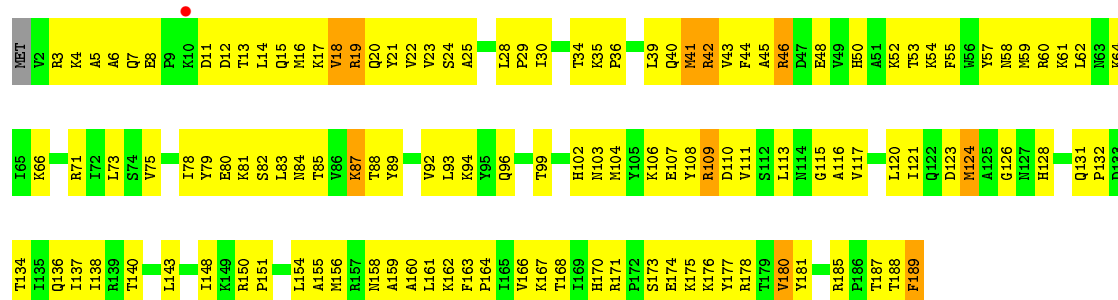 MET V2 R3 K4 A5 A6 Q7 E8 P9 K10 D11 D12 T13 L14 Q15 M16 K17 V18 R19 Q20 Y21 V22 V23 S24 A25 L28 P29 I30 T34 K35 P36 L39 Q40 M41 R42 V43 F44 A45 R46 D47 E48 V49 H50 A51 K52 T53 K54 F55 W56 Y57 N58 M59 R60 K61 L62 N63 K64
I65 K66 R71 I72 L73 S74 V75 I78 Y79 E80 K81 S82 L83 N84 T85 V86 K87 T88 Y89 V92 L93 K94 Y95 Q96 T99 H102 N103 M104 Y105 K106 E107 Y108 R109 D110 V111 S112 L113 N114 G115 A116 V117 L120 I121 Q122 D123 M124 A125 G126 N127 H128 Q131 P132 D133
T134 I135 Q136 I137 I138 R139 T140 L143 I148 K149 R150 P151 L154 A155 M156 R157 N158 A159 A160 L161 K162 F163 P164 I165 V166 K167 T168 I169 H170 R171 P172 S173 E174 K175 K176 Y177 R178 T179 V180 Y181 R185 P186 T187 T188 F189